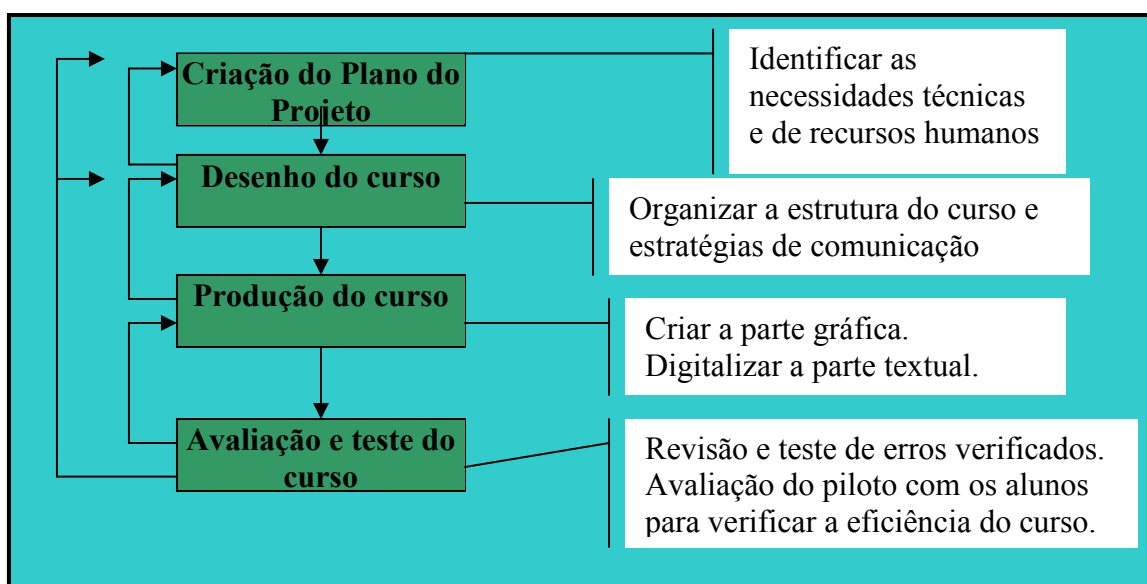 Criação do Plano do
Projeto
Identificar as
necessidades técnicas
e de recursos humanos
Desenho do curso
Organizar a estrutura do curso e
estratégias de comunicação
Produção do curso
Criar a parte gráfica.
Digitalizar a parte textual.
Avaliação e teste do
curso
Revisão e teste de erros verificados.
Avaliação do piloto com os alunos
para verificar a eficiência do curso.